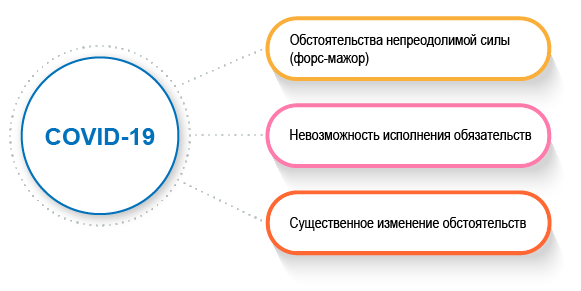 COVID-19
Обстоятельства непреодолимой силы
(форс-мажор)
Невозможность исполнения обязательств
Существенное изменение обстоятельств